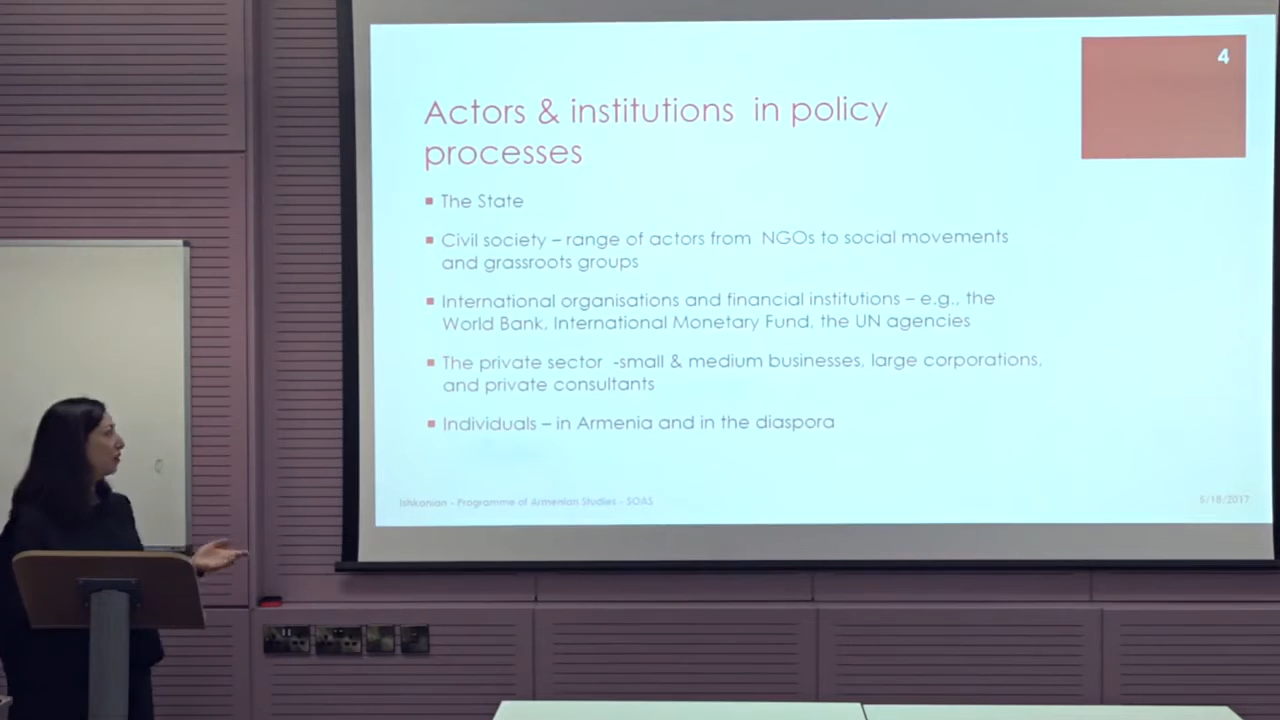 4
Actors & institutions in policy
processes
The State
Civil society – range of actors from NGOs to social movements
and grassroots groups
International organisations and financial institutions – e.g., the
World Bank, International Monetary Fund, the UN agencies
The private sector -small & medium businesses, large corporations,
and private consultants
Individuals – in Armenia and in the diaspora
Ishkanian - Programme of Armenian Studies - SOAS
5/18/2017